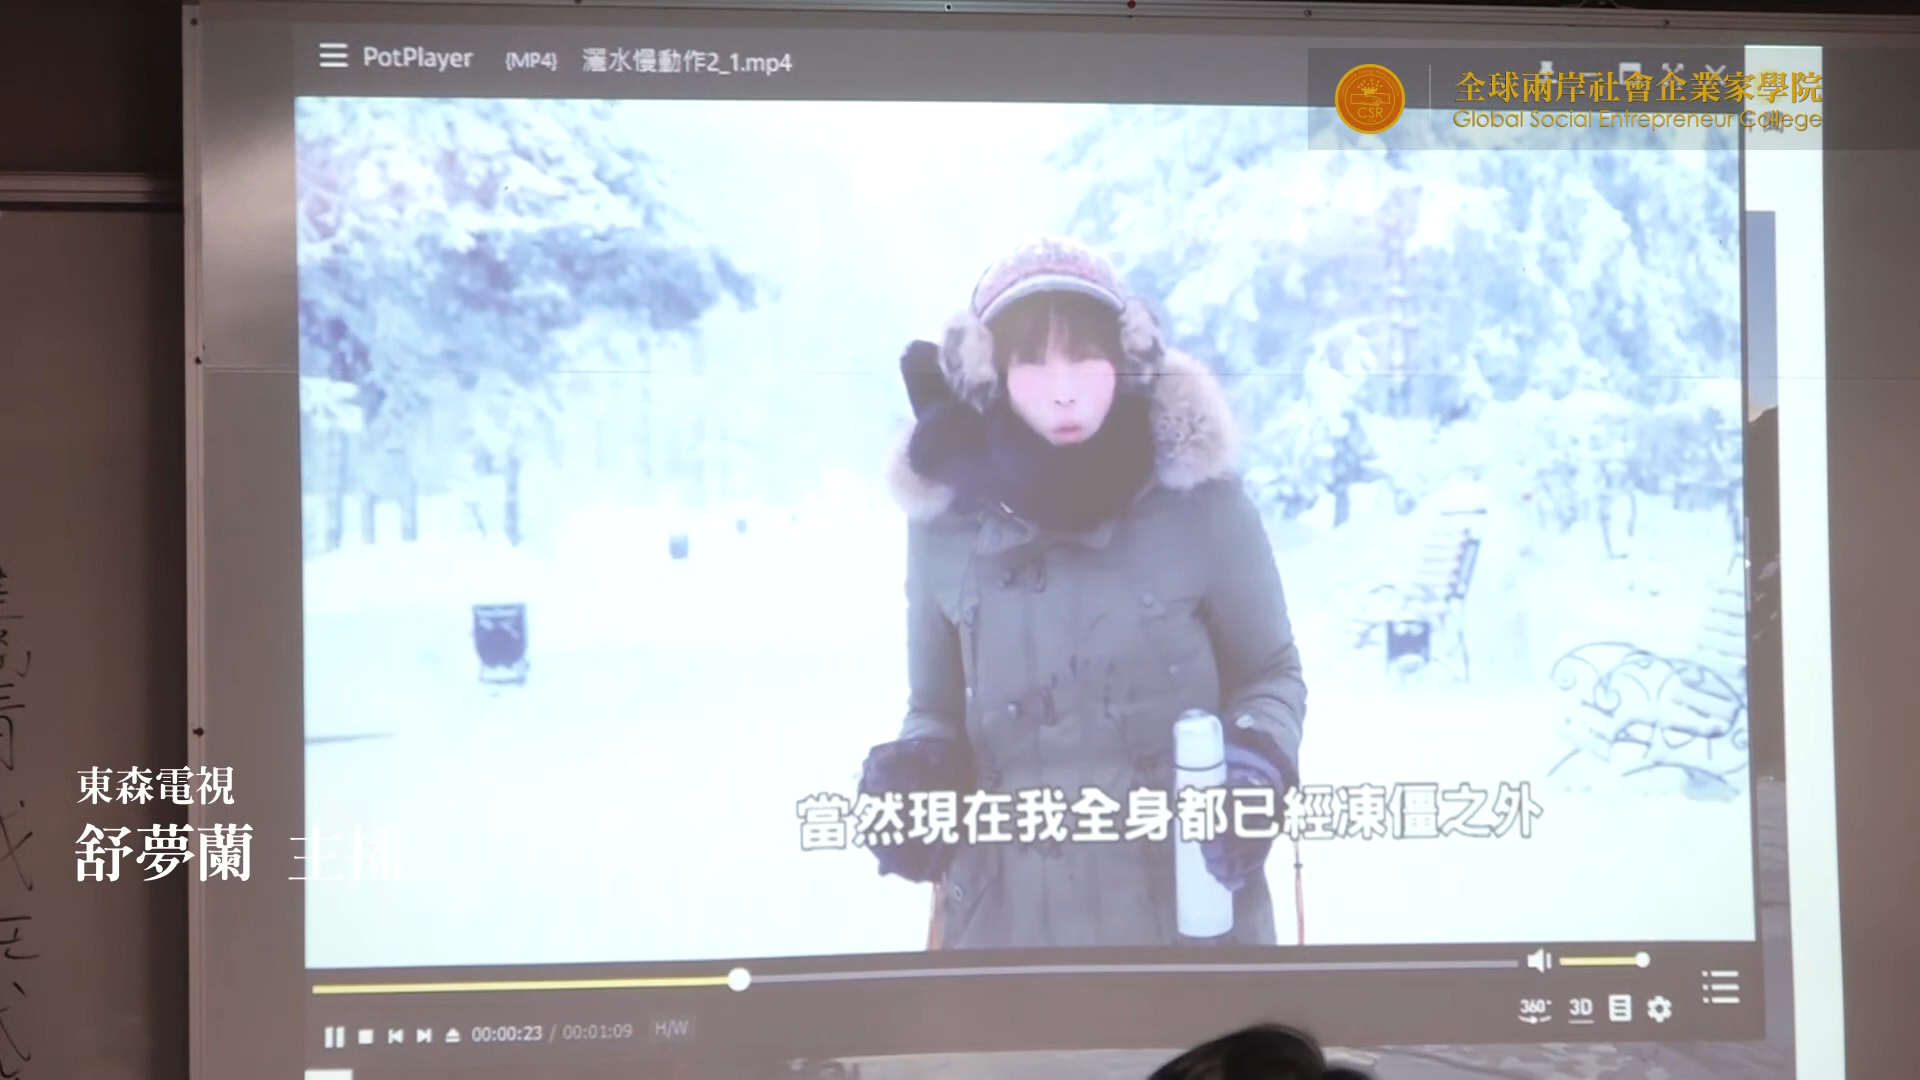 PotPlayer {MP4} 灑水慢動作2_1.mp4
全球兩岸社會企業家學院
Global Social Entrepreneur College
CSR
東森電視
舒夢蘭 主播
當然現在我全身都已經凍僵之外
00:00:23 / 00:01:09 H/W
360° 3D